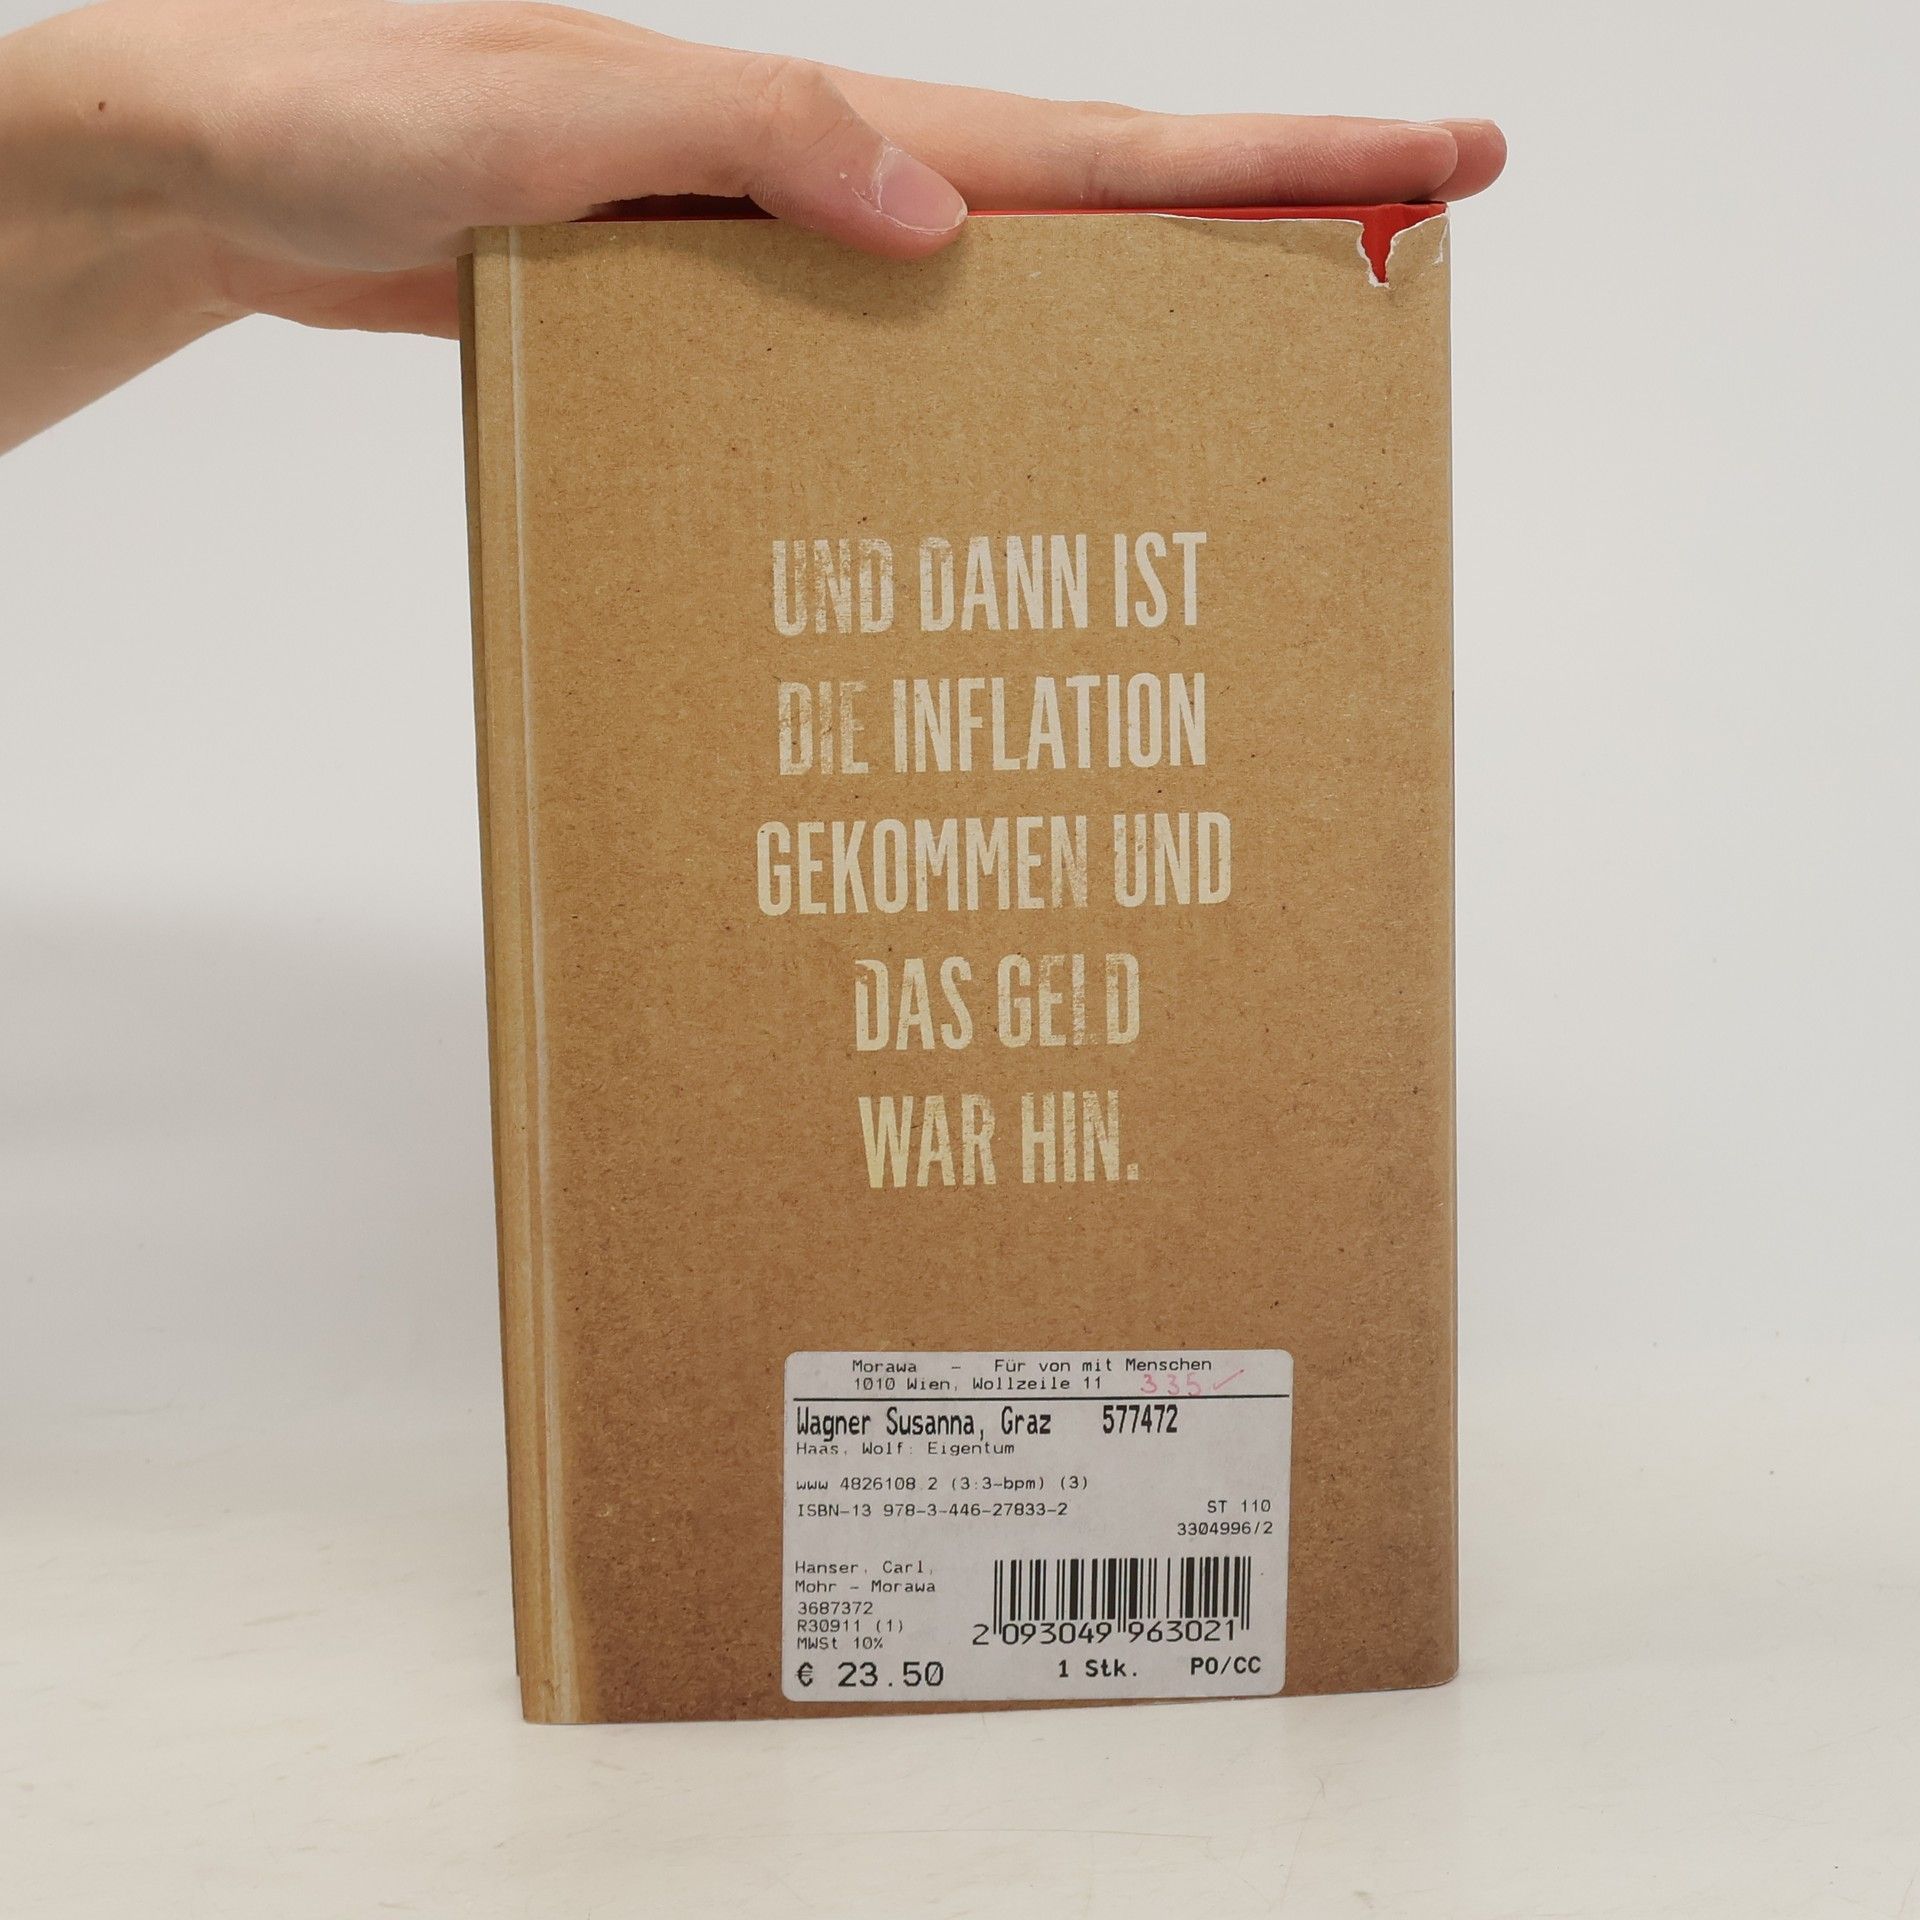 UND DANN IST
DIE INFLATION
GEKOMMEN UND
DAS GELD
WAR HIN.
Morawa – Für von mit Menschen
1010 Wien, Wollzeile 11 335✓
Wagner Susanna, Graz 577472
Haas, Wolf: Eigentum
www 4826108 2 (3:3-bpm) (3)
ISBN-13 978-3-446-27833-2 ST 110
3304996/2
Hanser, Carl,
Mohr - Morawa
3687372
R30911 (1)
MWSt 10%
2 093049 963021
€ 23.50 1 Stk. PO/CC